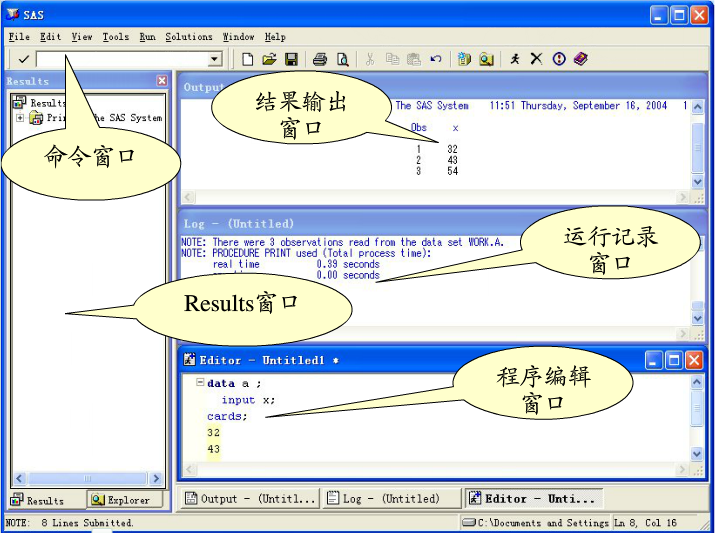 SAS
File Edit View Tools Run Solutions Window Help
Results
Results
The SAS System
命令窗口
Output
结果输出
窗口
The SAS System 11:51 Thursday, September 16, 2004 1
Obs x
1 32
2 43
3 54
Log - (Untitled)
NOTE: There were 3 observations read from the data set WORK.A.
NOTE: PROCEDURE PRINT used (Total process time):
real time 0.39 seconds
0.00 seconds
运行记录
窗口
Results窗口
Editor - Untitled1 *
data a ;
input x;
cards;
32
43
程序编辑
窗口
Results Explorer
Output - (Untitl... Log - (Untitled) Editor - Unti...
NOTE: 8 Lines Submitted. C:\Documents and Settings Ln 8, Col 16